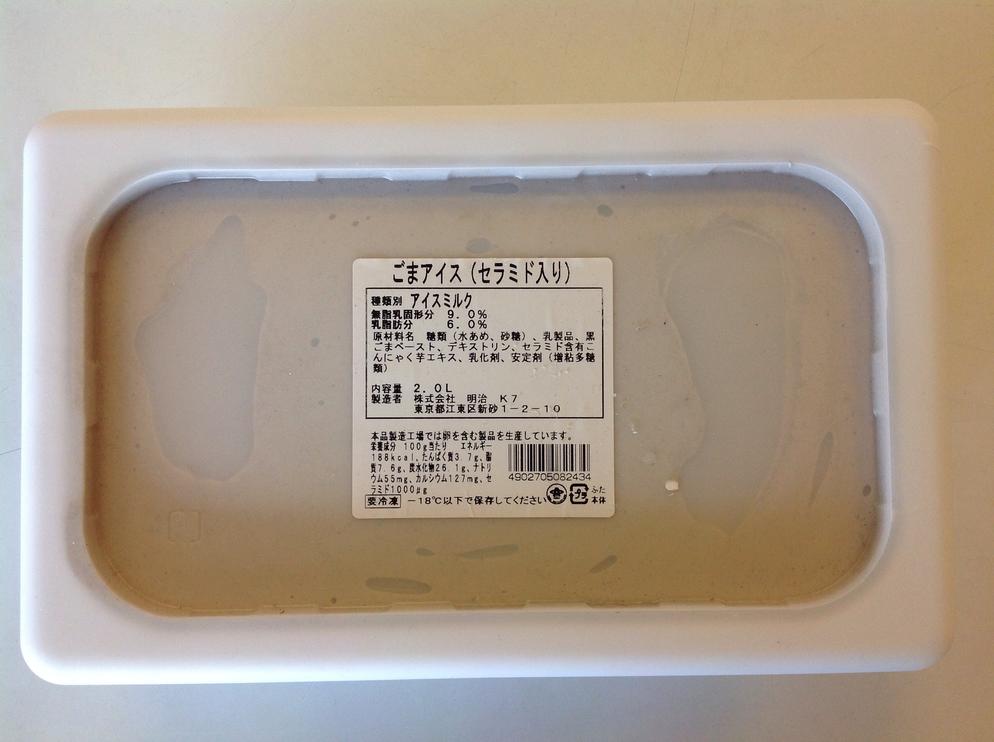 ごまアイス（セラミド入り）
種類別 アイスミルク
無脂乳固形分 9.0%
乳脂肪分 6.0%
原材料名 糖類（水あめ、砂糖）、乳製品、黒
ごまペースト、デキストリン、セラミド含有こ
んにゃく芋エキス、乳化剤、安定剤（増粘多糖
類）
内容量 2.0L
製造者 株式会社 明治 K7
東京都江東区新砂1-2-10
本品製造工場では卵を含む製品を生産しています。
栄養成分 100g当たり エネルギー
188kcal、たんぱく質3.7g、脂
質7.6g、炭水化物26.1g、ナトリ
ウム55mg、カルシウム127mg、セ
ラミド1000μg
4902705082434
要冷凍 －18℃以下で保存してください
プラ
ふた
本体